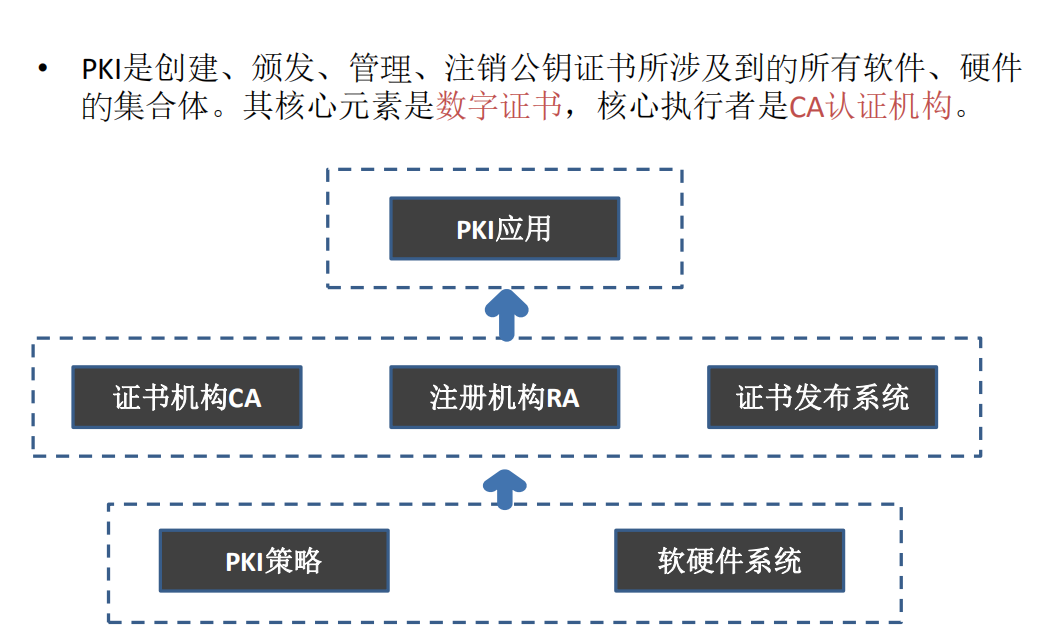 • PKI是创建、颁发、管理、注销公钥证书所涉及到的所有软件、硬件
的集合体。其核心元素是数字证书，核心执行者是CA认证机构。
PKI应用
证书机构CA
注册机构RA
证书发布系统
PKI策略
软硬件系统